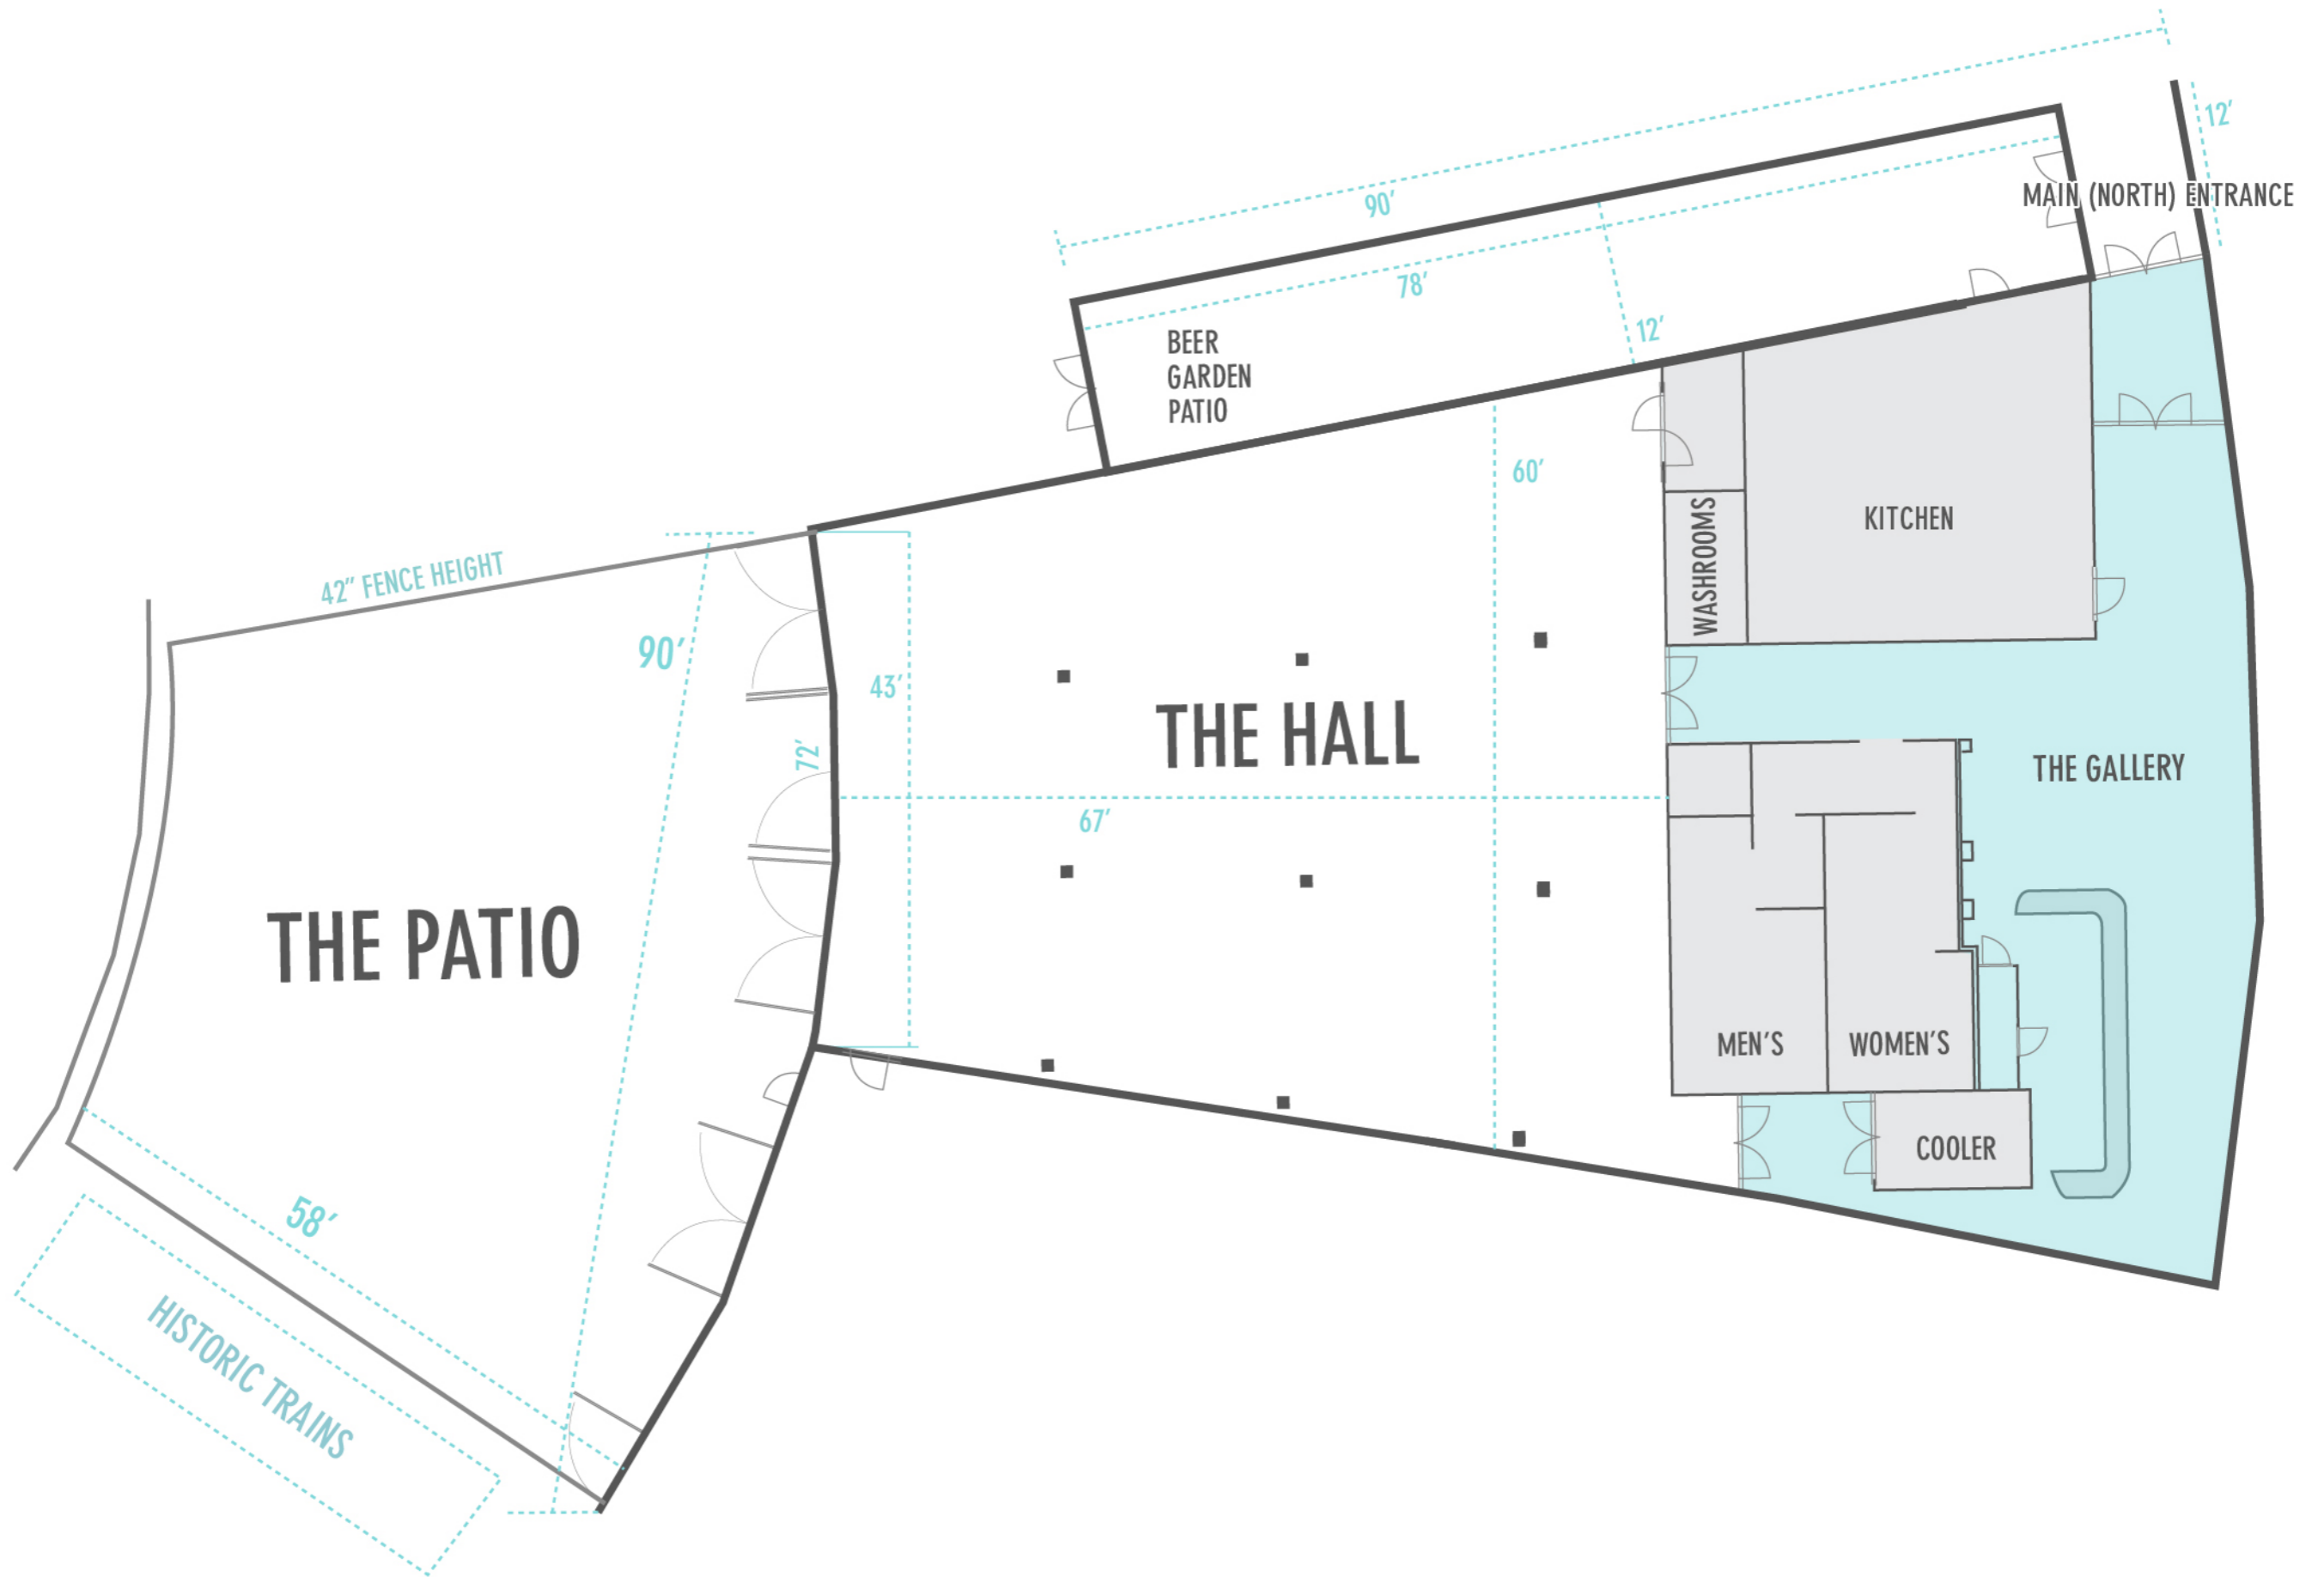 12′
MAIN (NORTH) ENTRANCE
90′
78′
12′
BEER
GARDEN
PATIO
60′
KITCHEN
WASHROOMS
42″ FENCE HEIGHT
90′
43′
72′
THE HALL
67′
THE GALLERY
THE PATIO
MEN'S
WOMEN'S
COOLER
58′
HISTORIC TRAINS